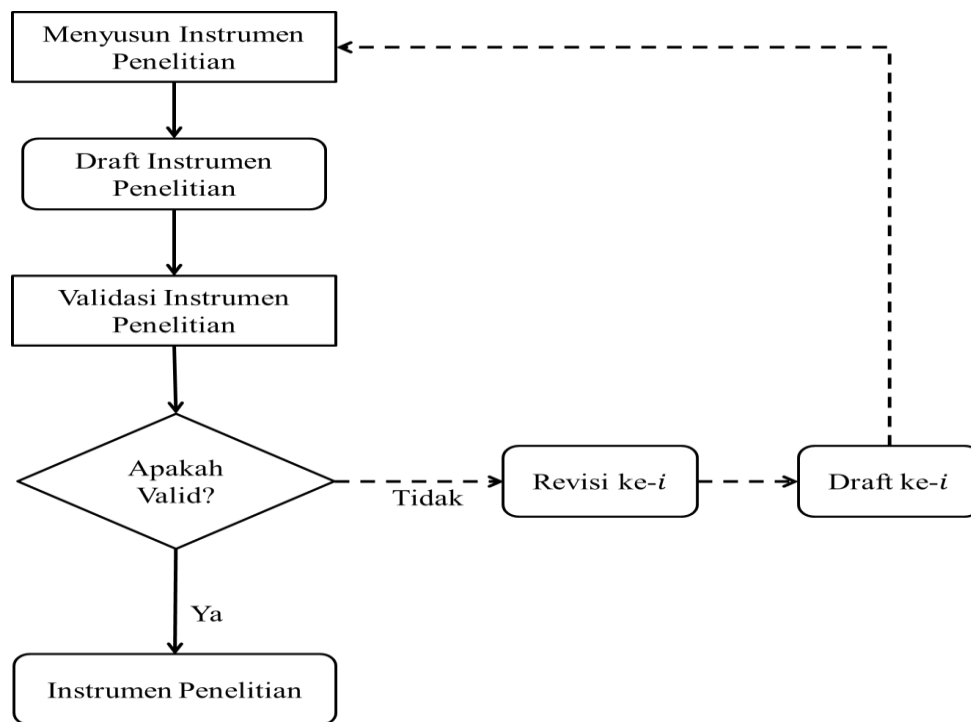 Menyusun Instrumen
Penelitian
Draft Instrumen
Penelitian
Validasi Instrumen
Penelitian
Apakah
Valid?
Tidak
Revisi ke-i
Draft ke-i
Ya
Instrumen Penelitian